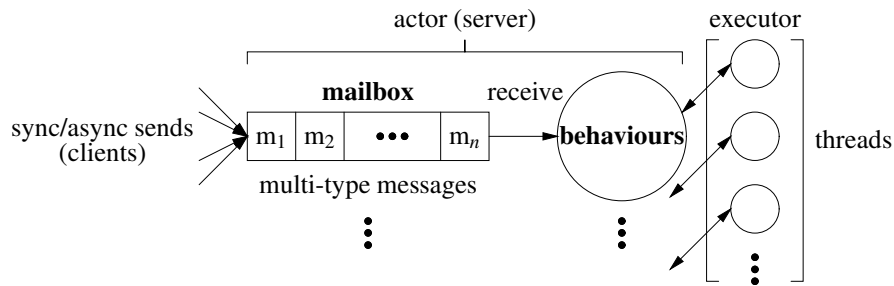 actor (server)
executor
mailbox
receive
sync/async sends
(clients)
m1 m2 ••• mn
behaviours
threads
multi-type messages